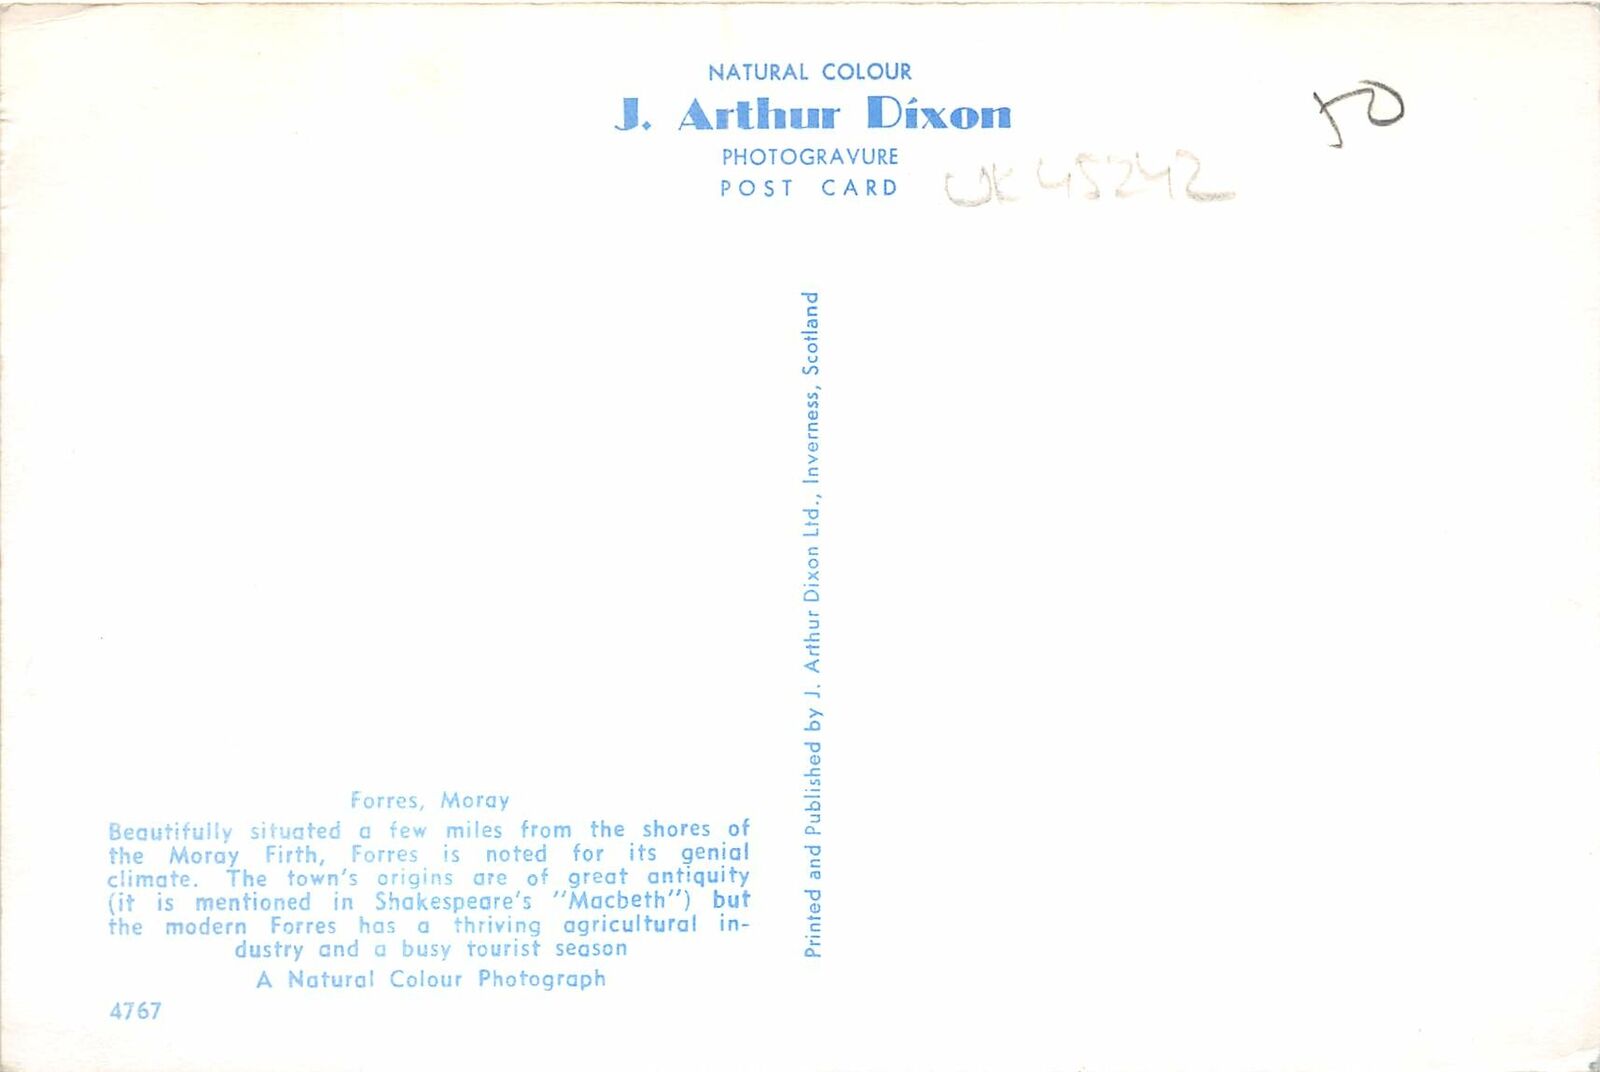 NATURAL COLOUR
J. Arthur Dixon
PHOTOGRAVURE
POST CARD
UK 45242
50
Printed and Published by J. Arthur Dixon Ltd., Inverness, Scotland
Forres, Moray
Beautifully situated a few miles from the shores of
the Moray Firth, Forres is noted for its genial
climate. The town's origins are of great antiquity
(it is mentioned in Shakespeare's "Macbeth") but
the modern Forres has a thriving agricultural in-
dustry and a busy tourist season
A Natural Colour Photograph
4767